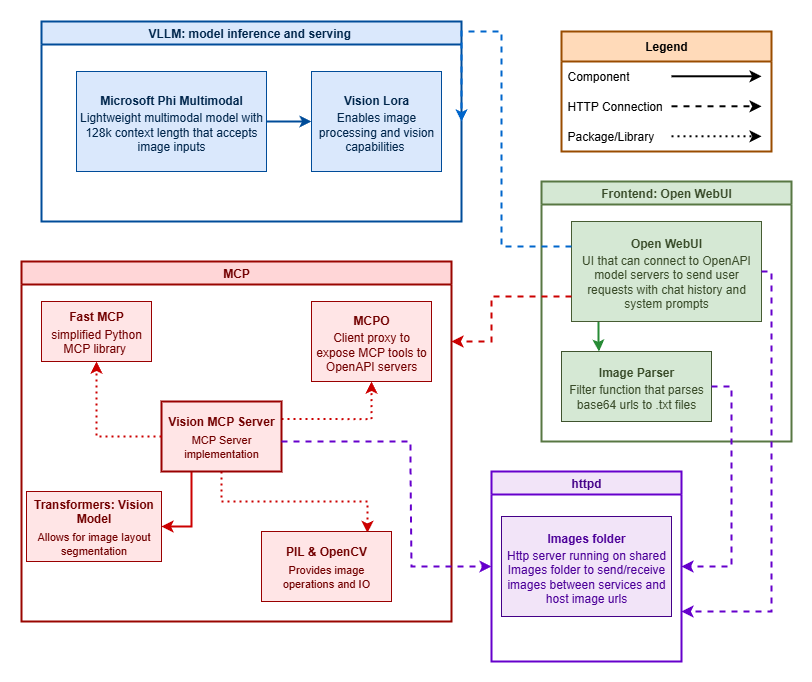 VLLM: model inference and serving
Microsoft Phi Multimodal
Lightweight multimodal model with
128k context length that accepts
image inputs
Vision Lora
Enables image
processing and vision
capabilities
Legend
Component
HTTP Connection
Package/Library
Frontend: Open WebUI
Open WebUI
UI that can connect to OpenAPI
model servers to send user
requests with chat history and
system prompts
Image Parser
Filter function that parses
base64 urls to .txt files
MCP
Fast MCP
simplified Python
MCP library
MCPO
Client proxy to
expose MCP tools to
OpenAPI servers
Vision MCP Server
MCP Server
implementation
Transformers: Vision
Model
Allows for image layout
segmentation
PIL & OpenCV
Provides image
operations and IO
httpd
Images folder
Http server running on shared
Images folder to send/receive
images between services and
host image urls